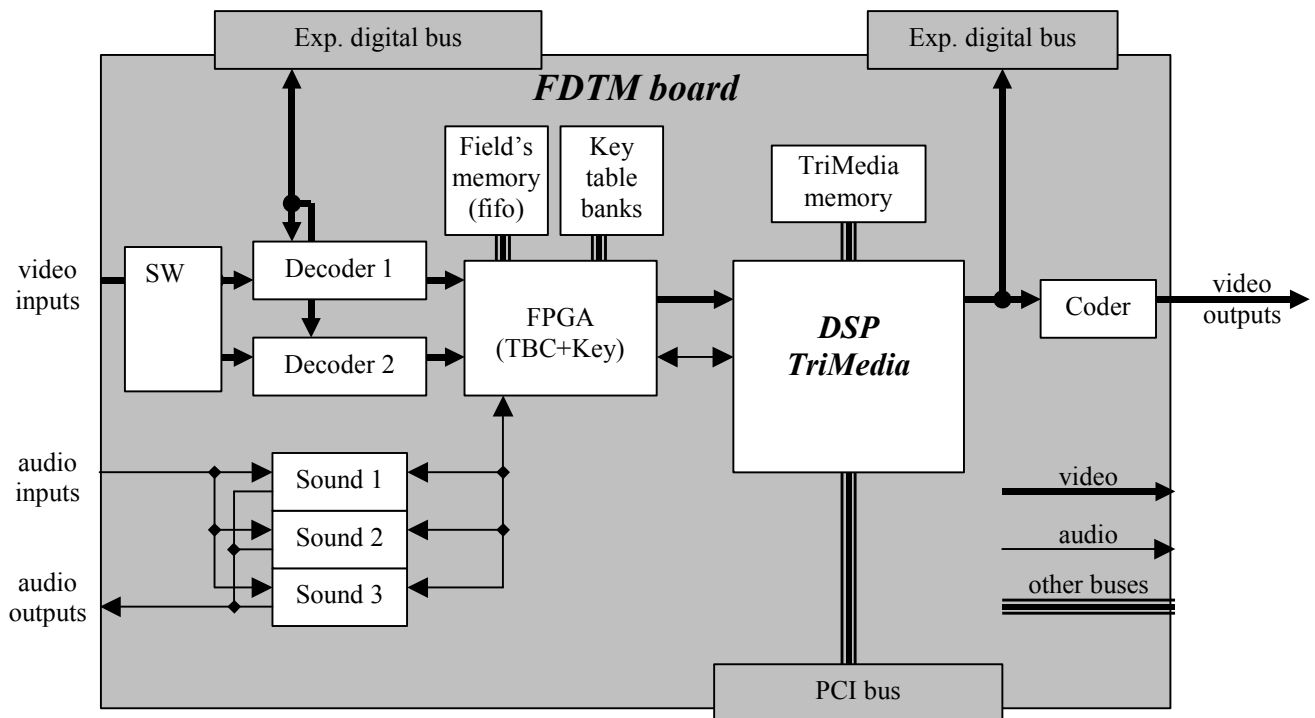 Exp. digital bus
Exp. digital bus
FDTM board
Field’s
memory
(fifo)
Key
table
banks
TriMedia
memory
video
inputs
SW
Decoder 1
Decoder 2
FPGA
(TBC+Key)
DSP
TriMedia
Coder
video
outputs
audio
inputs
Sound 1
Sound 2
Sound 3
audio
outputs
video
audio
other buses
PCI bus